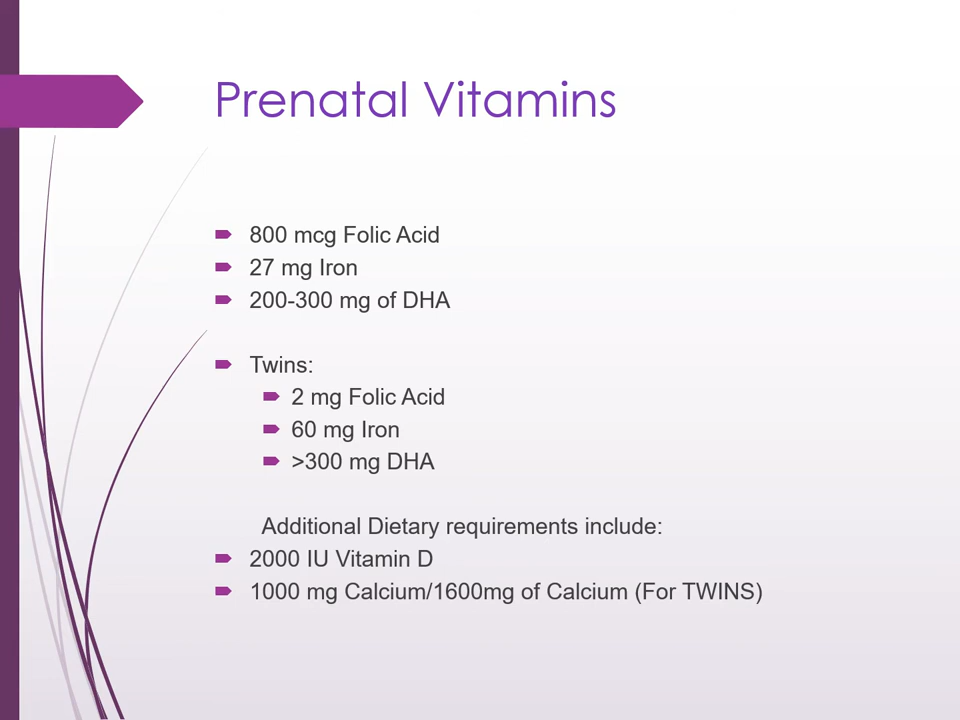 Prenatal Vitamins
800 mcg Folic Acid
27 mg Iron
200-300 mg of DHA
Twins:
2 mg Folic Acid
60 mg Iron
>300 mg DHA
Additional Dietary requirements include:
2000 IU Vitamin D
1000 mg Calcium/1600mg of Calcium (For TWINS)